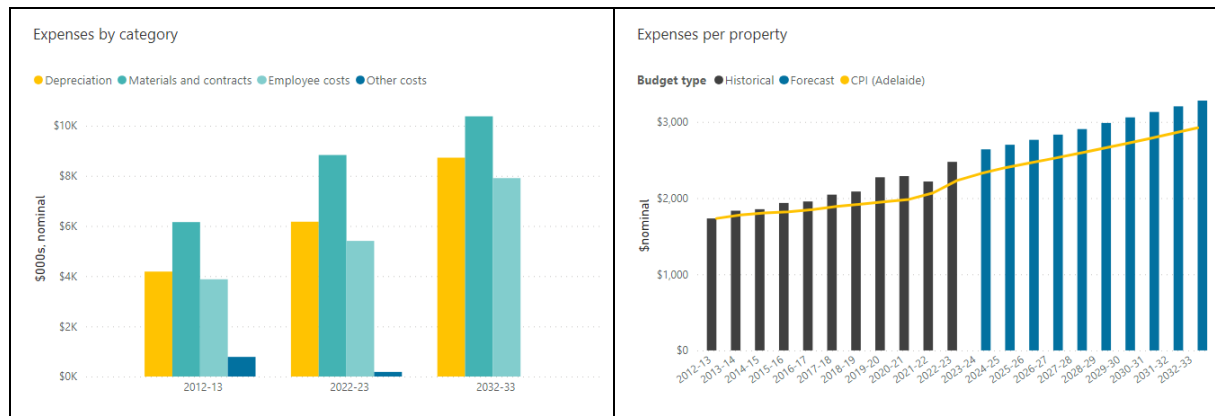 Expenses by category
Depreciation Materials and contracts Employee costs Other costs
$10K
$8K
$6K
$4K
$2K
$0K
$000s, nominal
2012-13 2022-23 2032-33
Expenses per property
Budget type Historical Forecast CPI (Adelaide)
$3,000
$2,000
$1,000
$0
$nominal
2012-13 2013-14 2014-15 2015-16 2016-17 2017-18 2018-19 2019-20 2020-21 2021-22 2022-23 2023-24 2024-25 2025-26 2026-27 2027-28 2028-29 2029-30 2030-31 2031-32 2032-33